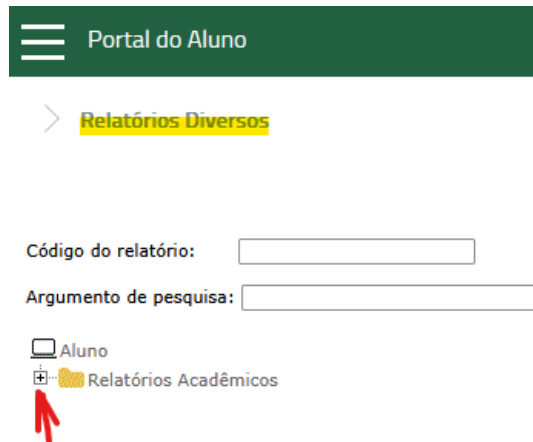 Portal do Aluno
Relatórios Diversos
Código do relatório:
Argumento de pesquisa:
Aluno
Relatórios Acadêmicos